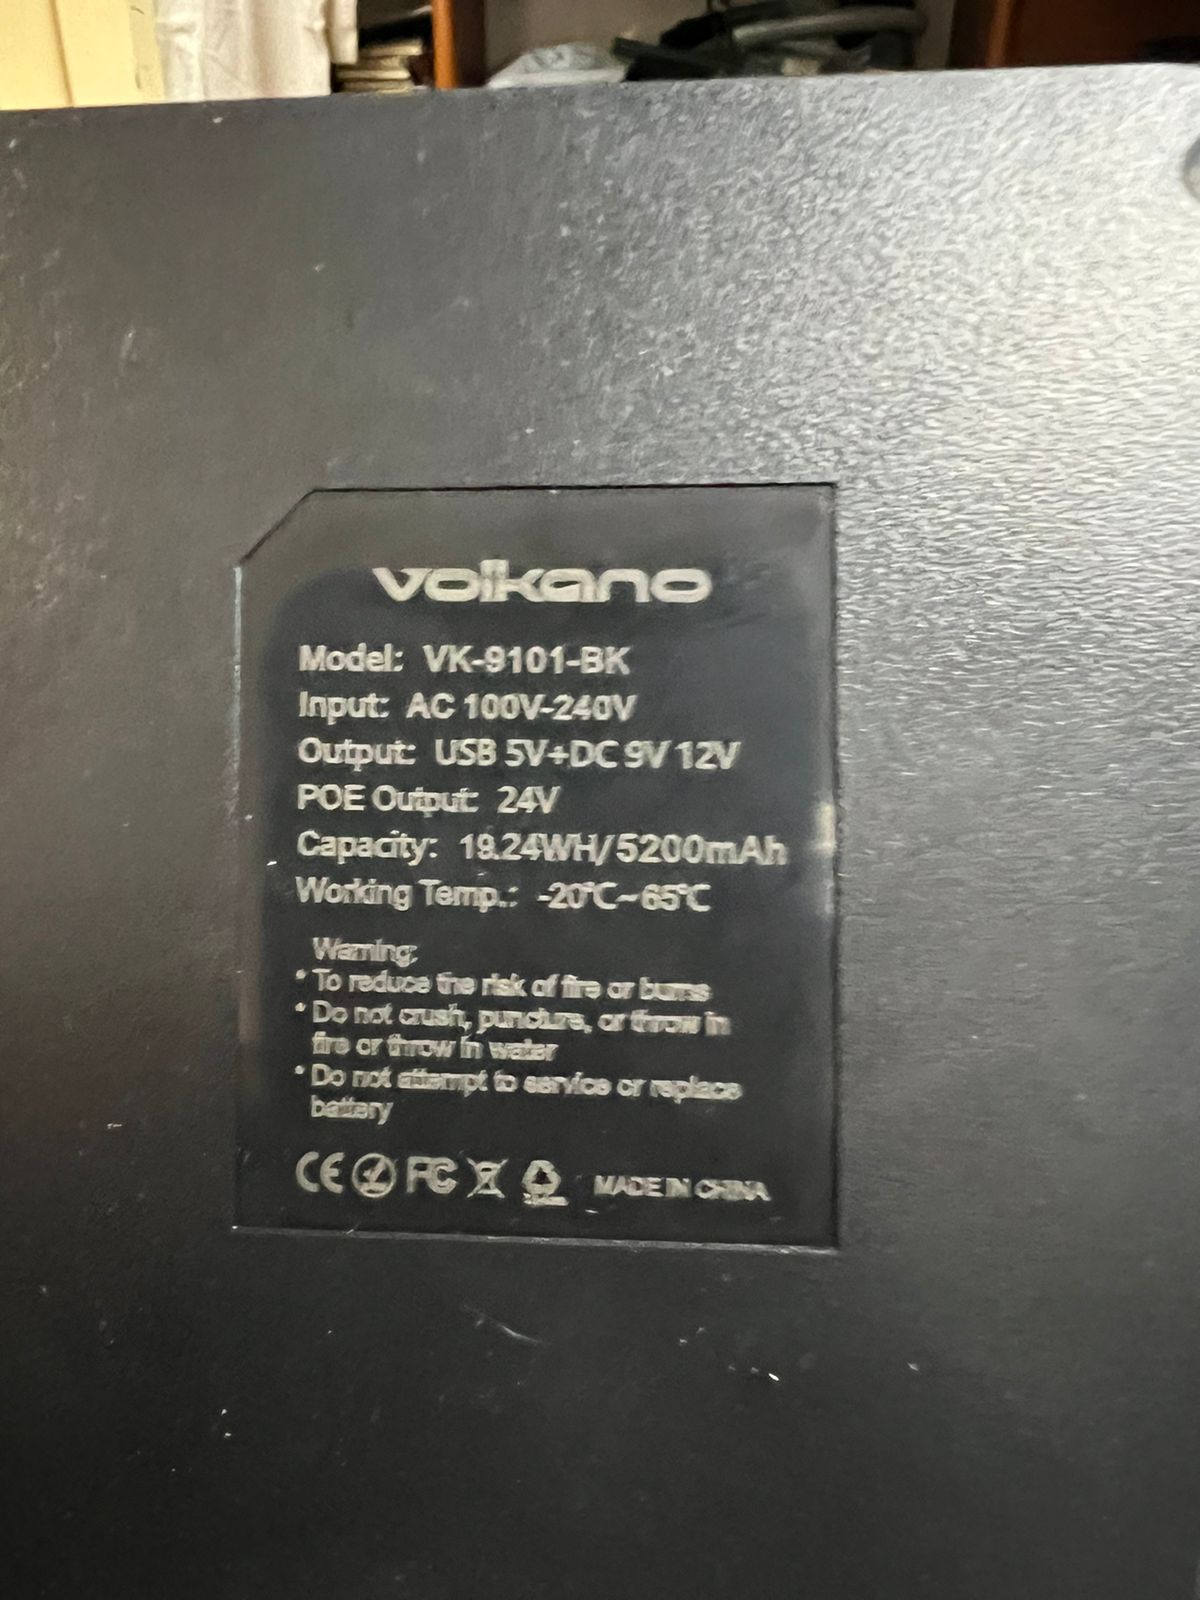 volkano
Model: VK-9101-BK
Input: AC 100V-240V
Output: USB 5V+DC 9V 12V
POE Output: 24V
Capacity: 19.24WH/5200mAh
Working Temp.: -20℃~65℃
Warning:
* To reduce the risk of fire or burns
* Do not crush, puncture, or throw in
fire or throw in water
* Do not attempt to service or replace
battery
CE FC MADE IN CHINA